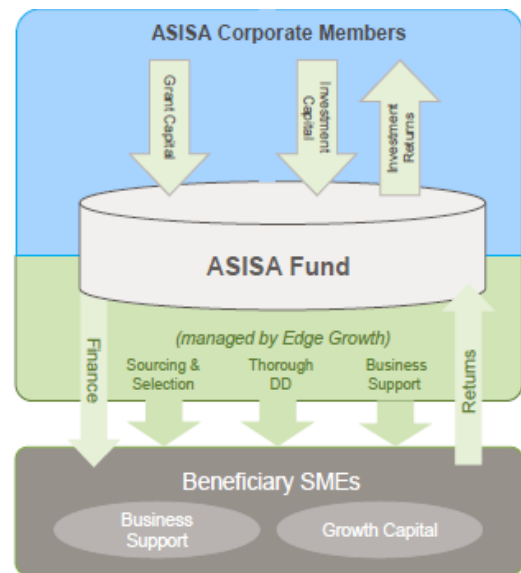 ASISA Corporate Members
Grant Capital
Investment
Capital
Investment
Returns
ASISA Fund
(managed by Edge Growth)
Finance
Sourcing &
Selection
Thorough
DD
Business
Support
Returns
Beneficiary SMEs
Business
Support
Growth Capital